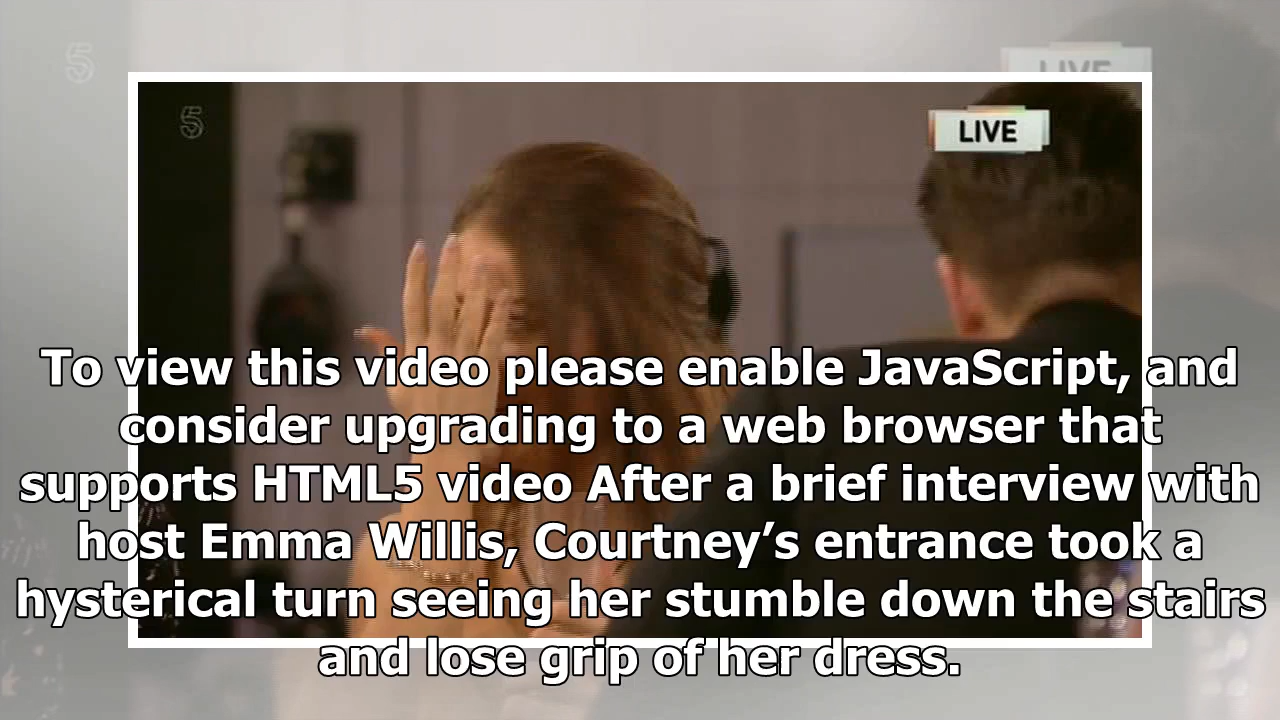 5
LIVE
5
LIVE
To view this video please enable JavaScript, and
consider upgrading to a web browser that
supports HTML5 video After a brief interview with
host Emma Willis, Courtney’s entrance took a
hysterical turn seeing her stumble down the stairs
and lose grip of her dress.